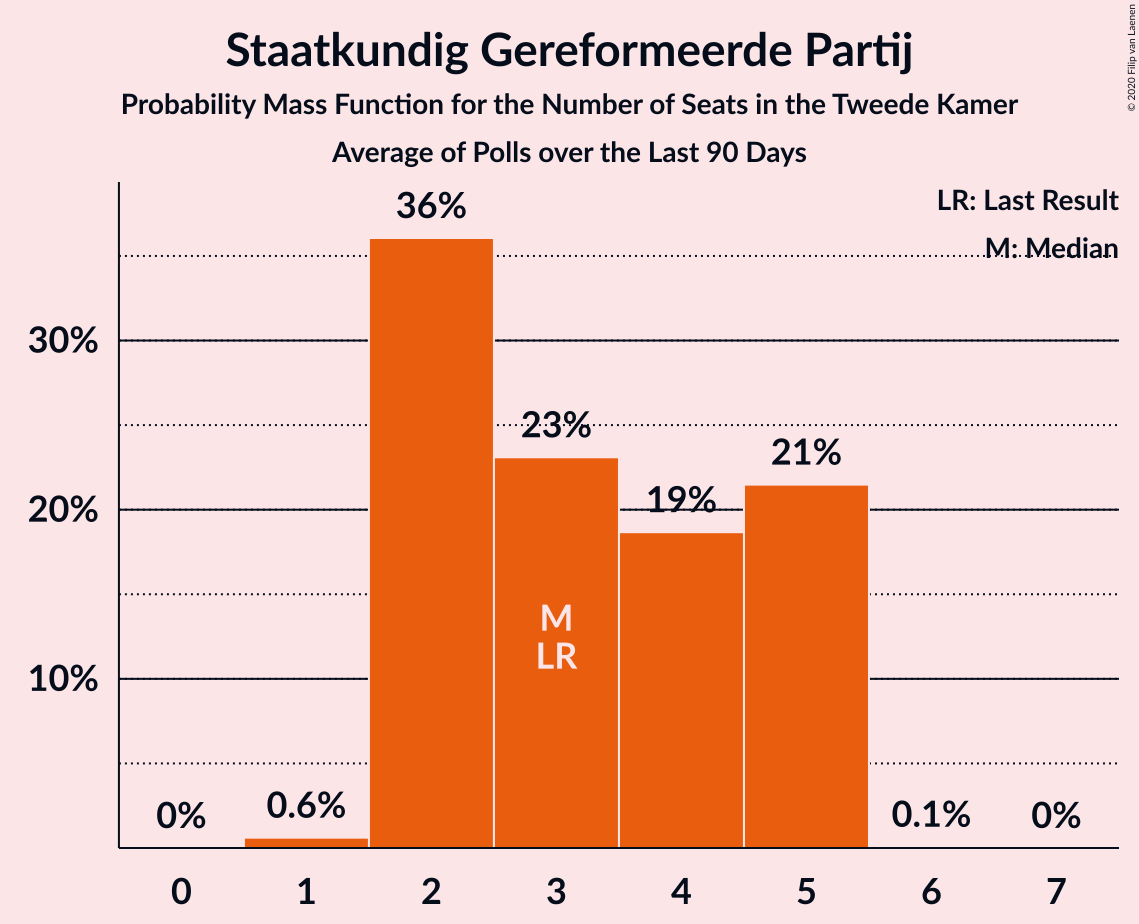 Staatkundig Gereformeerde Partij
Probability Mass Function for the Number of Seats in the Tweede Kamer
Average of Polls over the Last 90 Days
© 2020 Filip van Laenen
LR: Last Result
M: Median
36%
30%
23%
21%
19%
20%
M
LR
10%
0%
0.6%
0.1%
0%
0 1 2 3 4 5 6 7